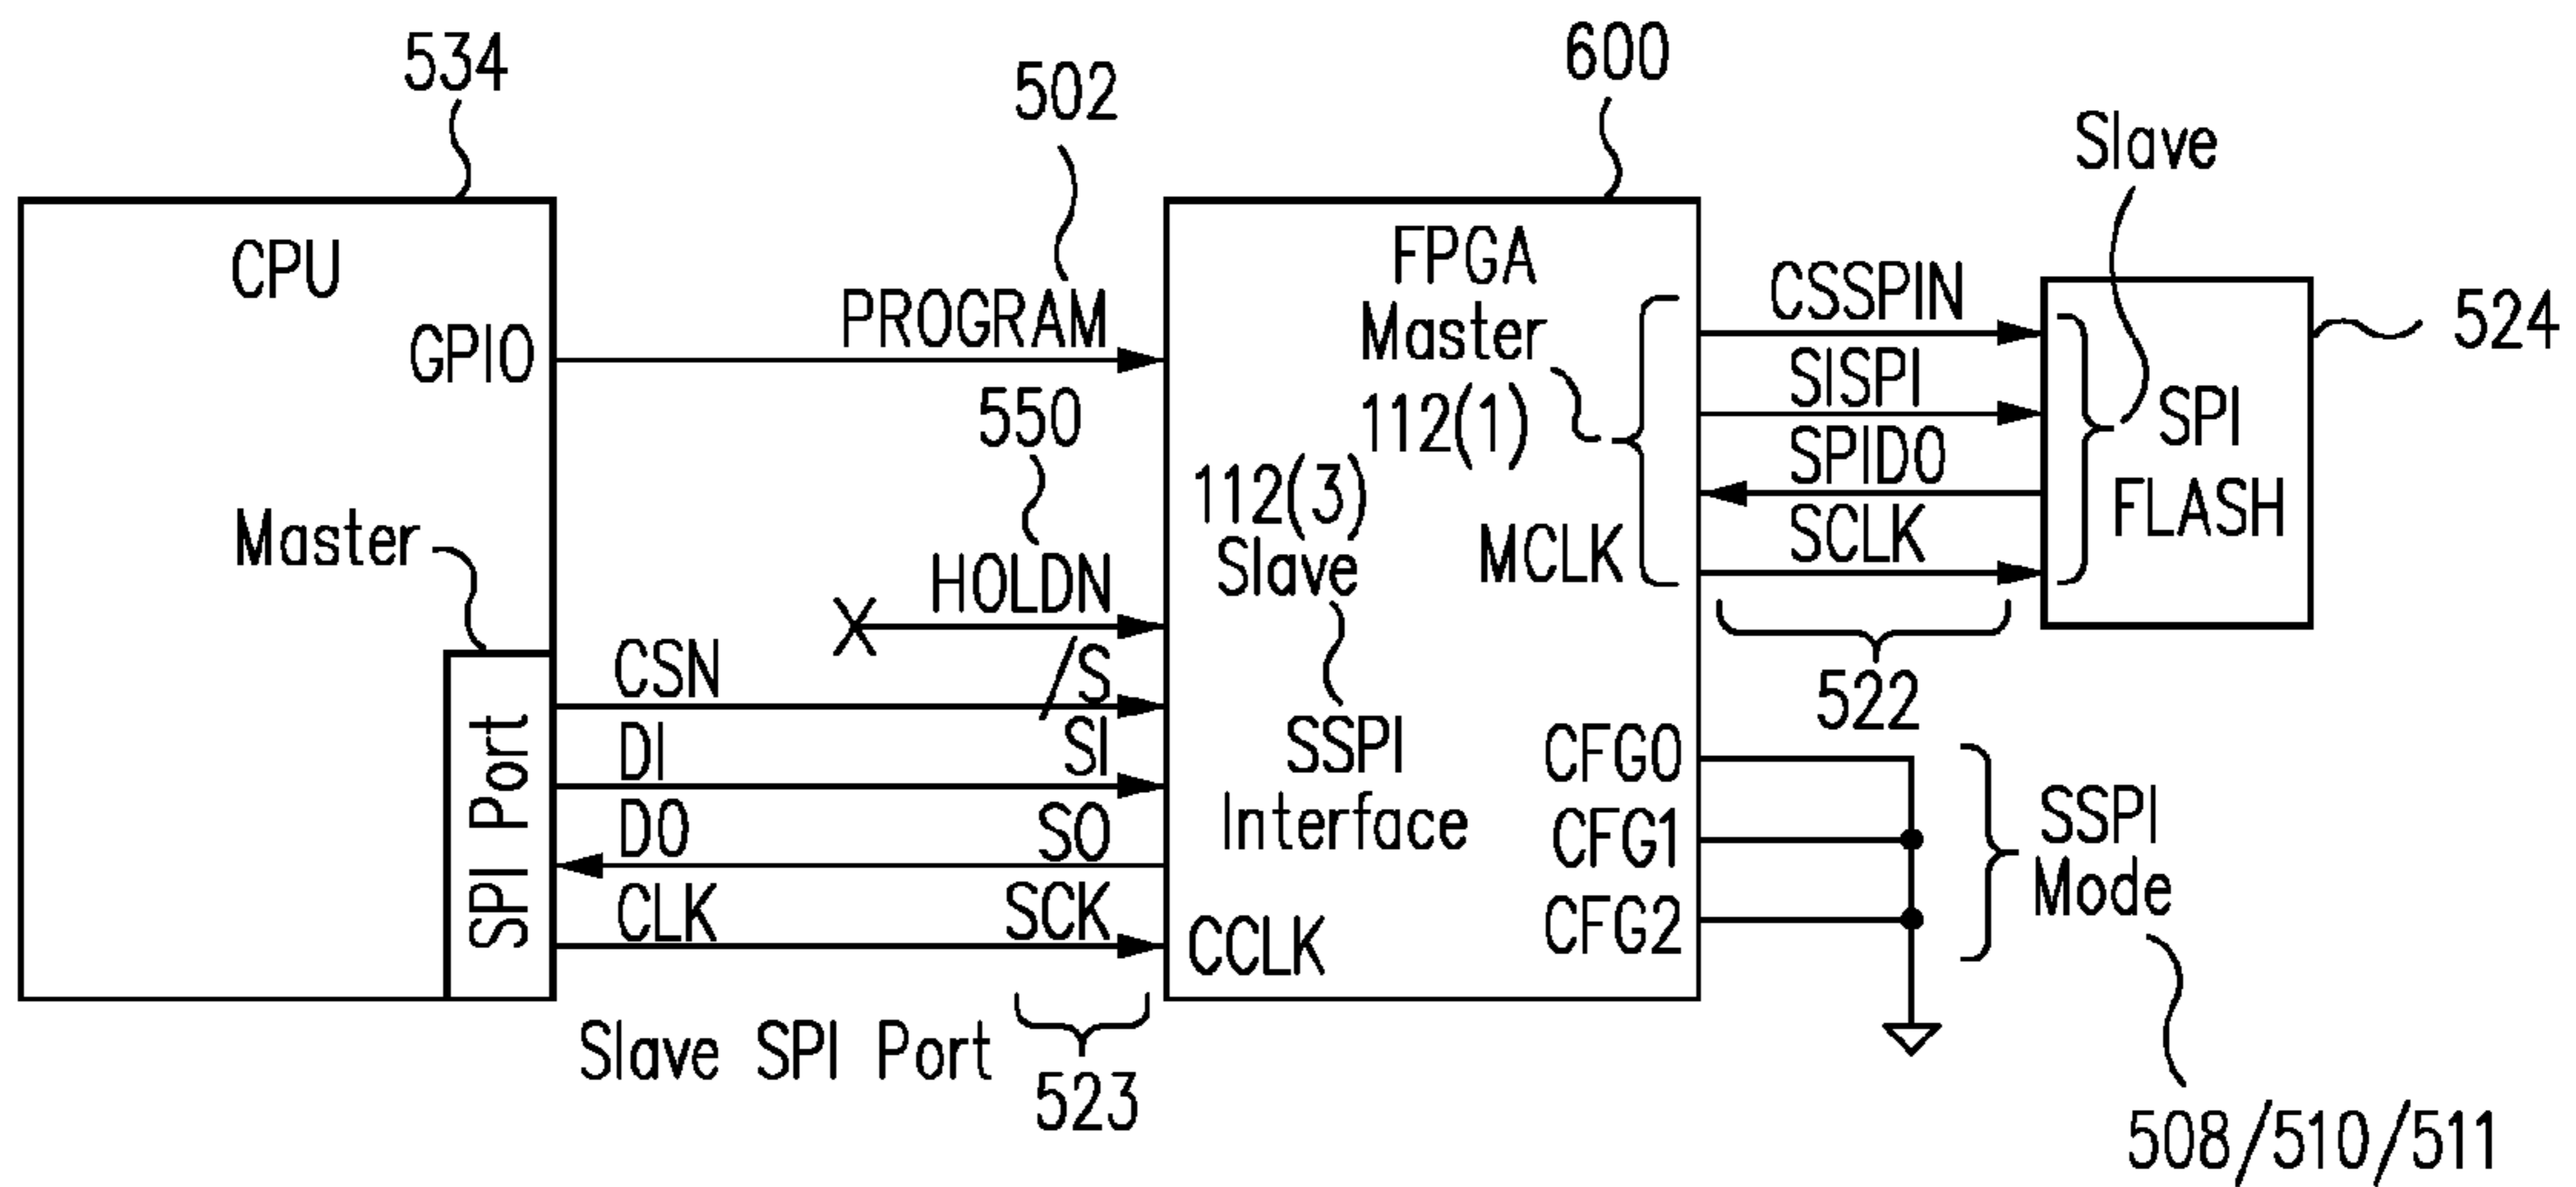 534
502
600
Slave
CPU
GPIO
PROGRAM
550
HOLDN
Master
SPI Port
CSN
/S
DI
SI
DO
SO
CLK
SCK
Slave SPI Port
523
FPGA
Master
112(1)
112(3)
Slave
MCLK
SSPI
Interface
CCLK
CFG0
CFG1
CFG2
CSSPIN
SISPI
SPIDO
SCLK
522
SPI
FLASH
524
SSPI
Mode
508/510/511